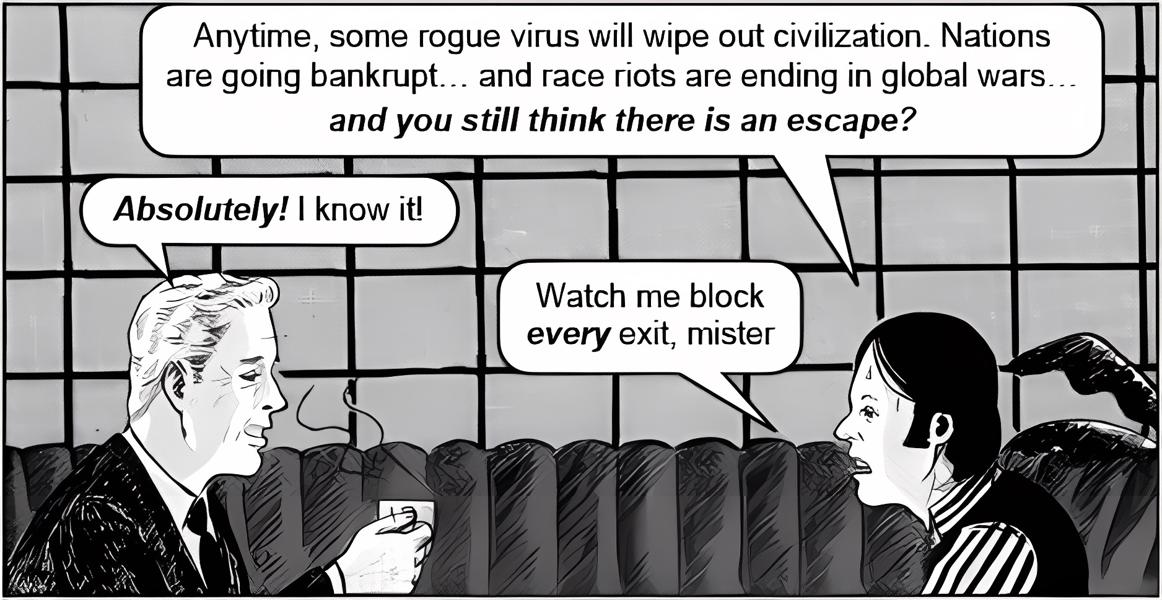 Anytime, some rogue virus will wipe out civilization. Nations
are going bankrupt... and race riots are ending in global wars...
and you still think there is an escape?
Absolutely! I know it!
Watch me block
every exit, mister